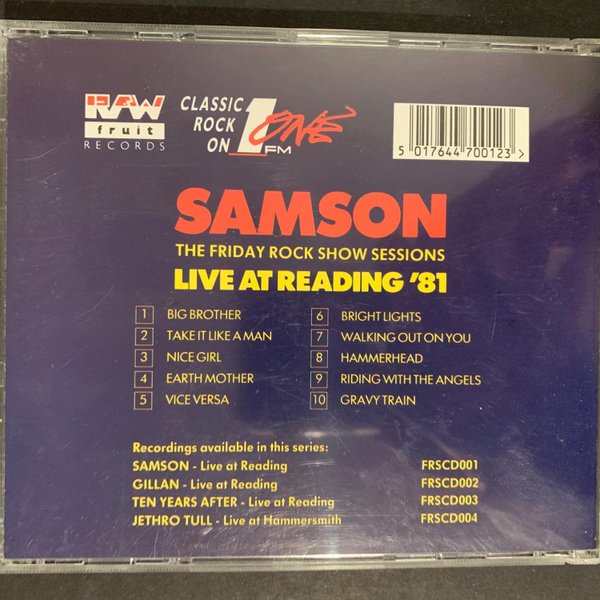 RAW
fruit
RECORDS
CLASSIC
ROCK
ON
1 ONE
FM
5 017644 700123 >
SAMSON
THE FRIDAY ROCK SHOW SESSIONS
LIVE AT READING '81
1 BIG BROTHER
2 TAKE IT LIKE A MAN
3 NICE GIRL
4 EARTH MOTHER
5 VICE VERSA
6 BRIGHT LIGHTS
7 WALKING OUT ON YOU
8 HAMMERHEAD
9 RIDING WITH THE ANGELS
10 GRAVY TRAIN
Recordings available in this series:
SAMSON - Live at Reading FRSCD001
GILLAN - Live at Reading FRSCD002
TEN YEARS AFTER - Live at Reading FRSCD003
JETHRO TULL - Live at Hammersmith FRSCD004